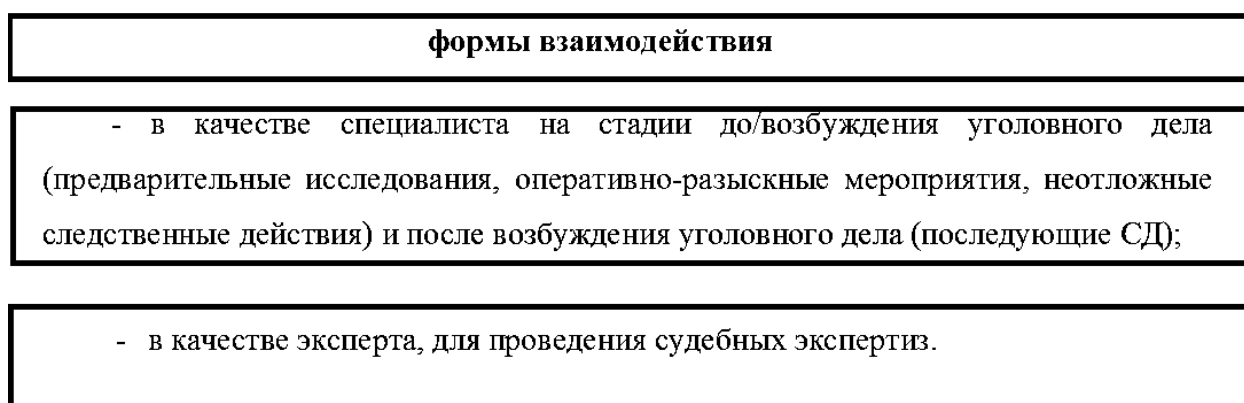 формы взаимодействия
- в качестве специалиста на стадии до/возбуждения уголовного дела
(предварительные исследования, оперативно-разыскные мероприятия, неотложные
следственные действия) и после возбуждения уголовного дела (последующие СД);
- в качестве эксперта, для проведения судебных экспертиз.